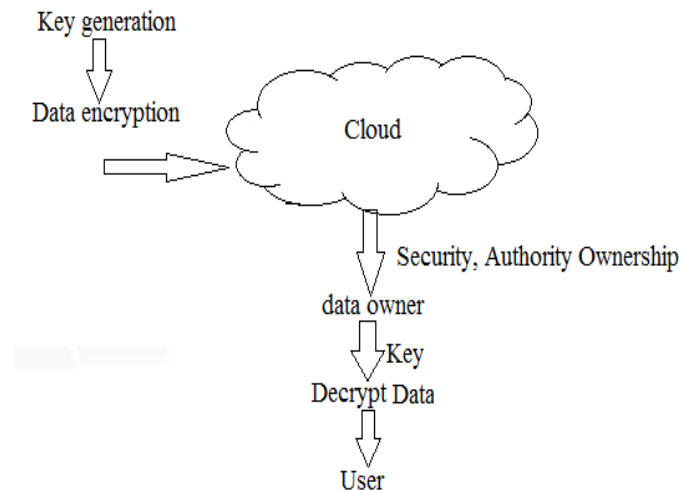 Key generation
Data encryption
Cloud
Security, Authority Ownership
data owner
Key
Decrypt Data
User